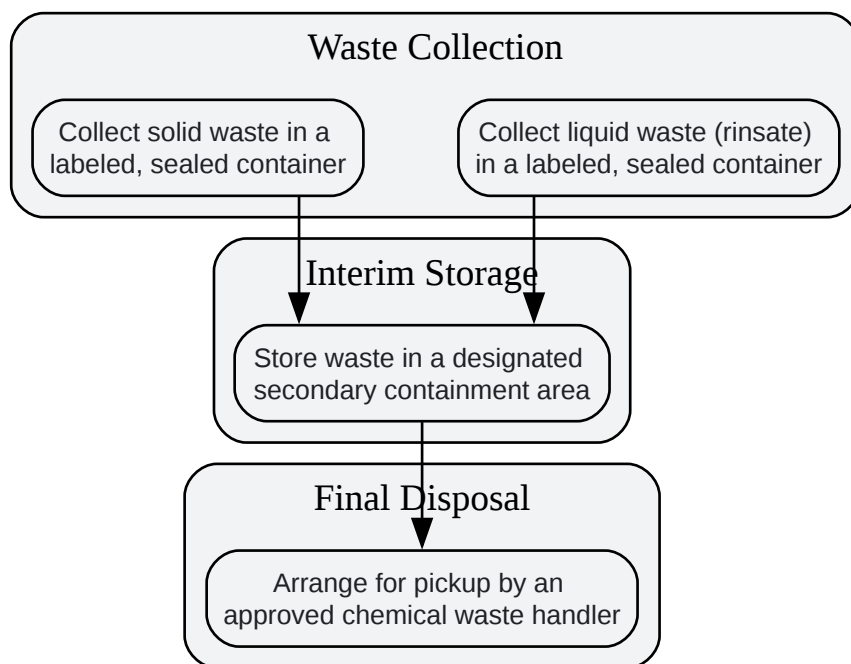 Waste Collection
Collect solid waste in a
labeled, sealed container
Collect liquid waste (rinsate)
in a labeled, sealed container
Interim Storage
Store waste in a designated
secondary containment area
Final Disposal
Arrange for pickup by an
approved chemical waste handler